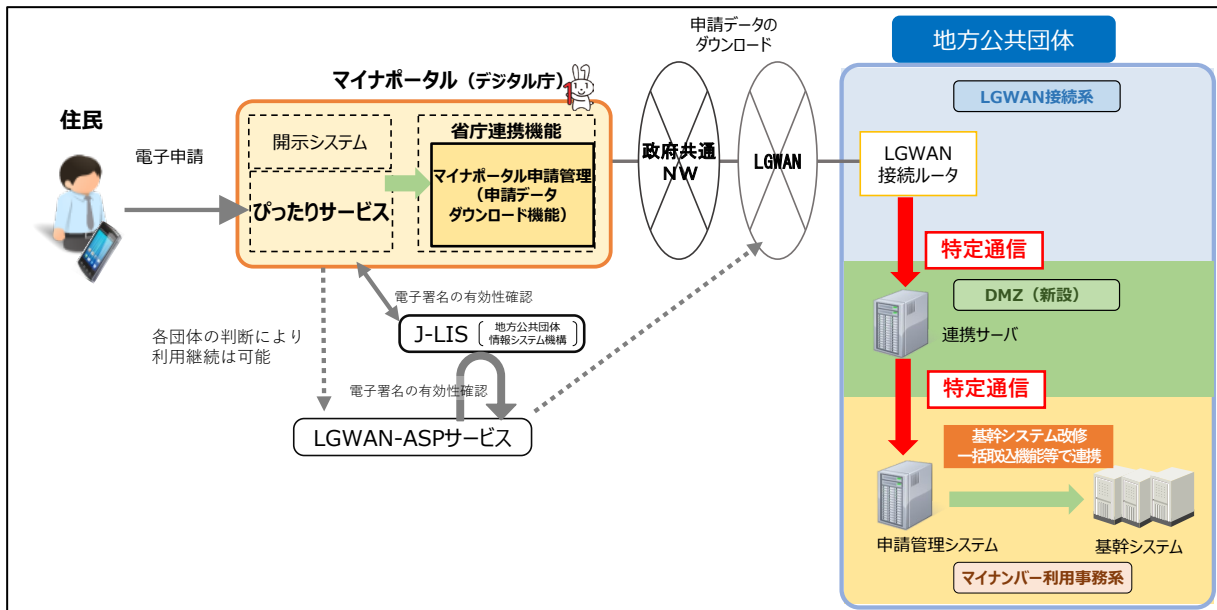 申請データの
ダウンロード
地方公共団体
マイナポータル（デジタル庁）
LGWAN接続系
住民
電子申請
開示システム
省庁連携機能
マイナポータル申請管理
（申請データ
ダウンロード機能）
ぴったりサービス
政府共通
NW
LGWAN
LGWAN
接続ルータ
特定通信
DMZ（新設）
連携サーバ
電子署名の有効性確認
J-LIS
地方公共団体
情報システム機構
各団体の判断により
利用継続は可能
電子署名の有効性確認
LGWAN-ASPサービス
特定通信
基幹システム改修
一括取込機能等で連携
申請管理システム
基幹システム
マイナンバー利用事務系